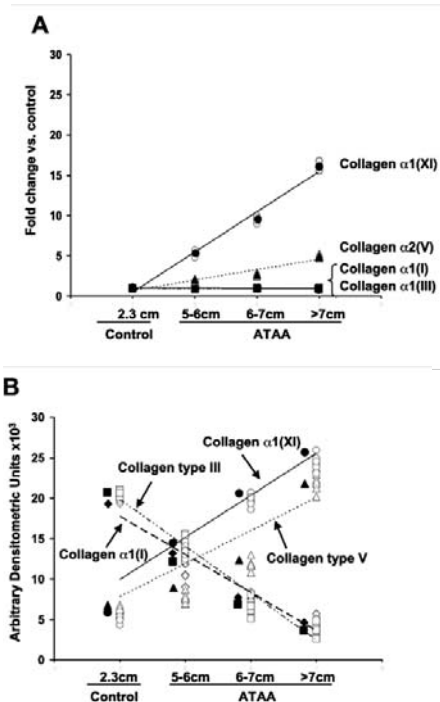 A
Fold change vs. control
30
25
20
15
10
5
0
Collagen α1(XI)
Collagen α2(V)
Collagen α1(I)
Collagen α1(III)
2.3 cm 5-6cm 6-7cm >7cm
Control ATAA
B
Arbitrary Densitometric Units x10³
30
25
20
15
10
5
0
Collagen α1(XI)
Collagen type III
Collagen α1(I)
Collagen type V
2.3cm 5-6cm 6-7cm >7cm
Control ATAA